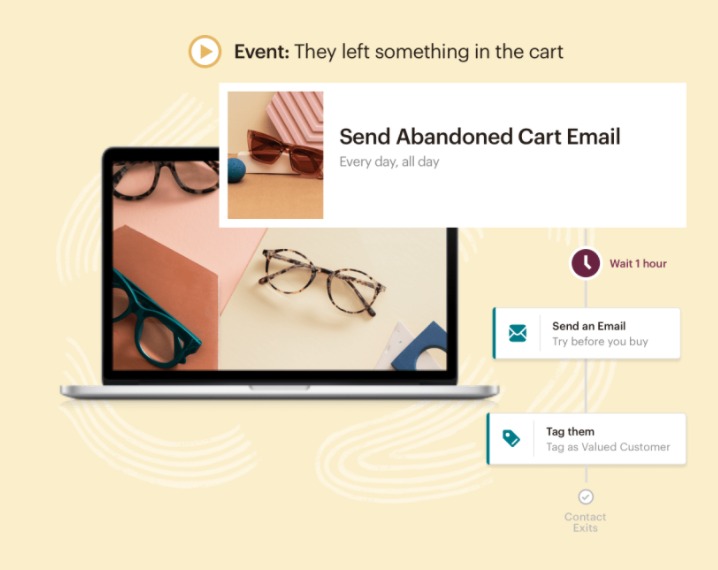 Event: They left something in the cart
Send Abandoned Cart Email
Every day, all day
Wait 1 hour
Send an Email
Try before you buy
Tag them
Tag as Valued Customer
Contact
Exits